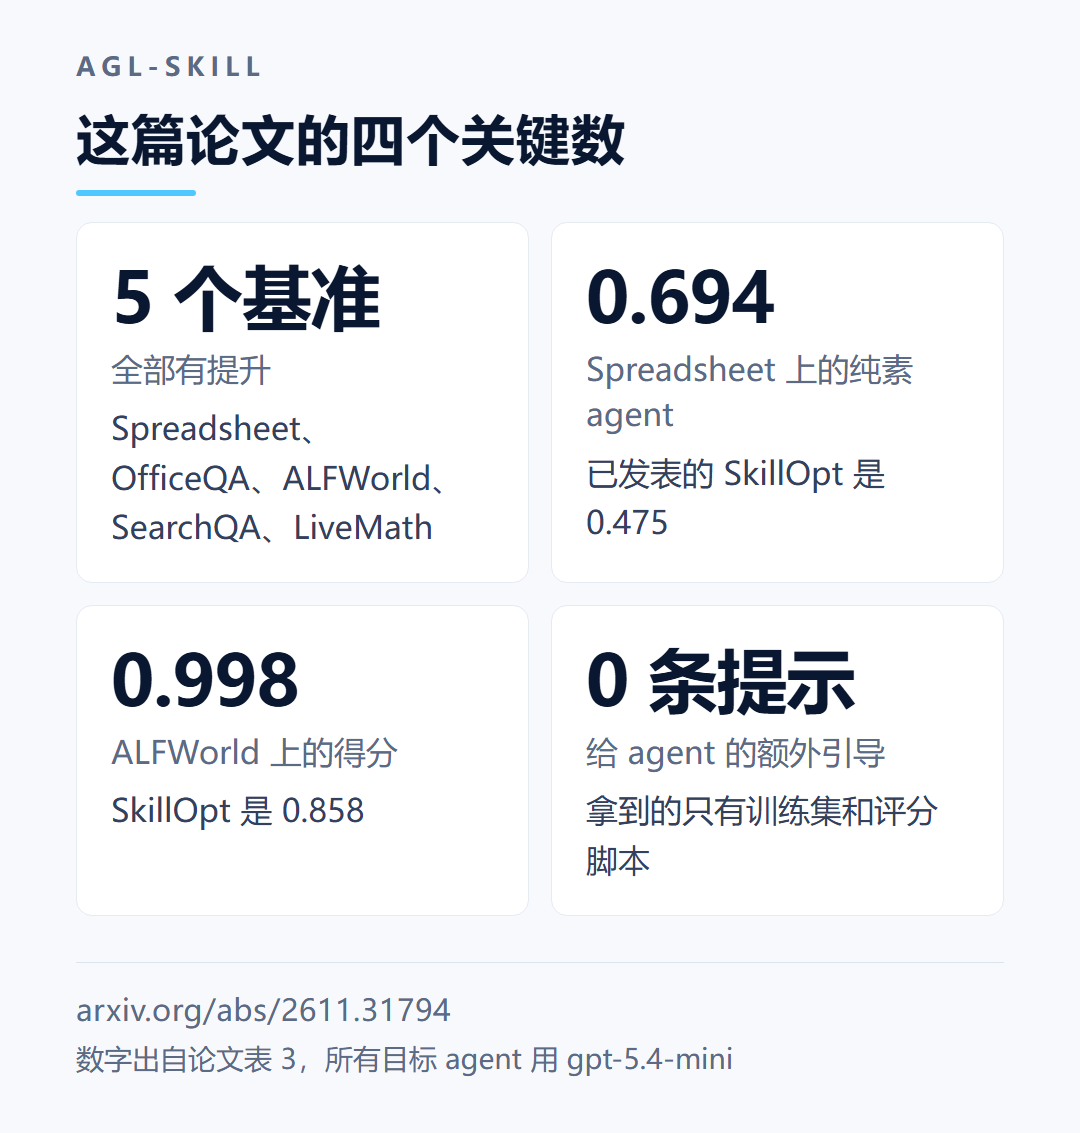 AGL-SKILL
这篇论文的四个关键数
5 个基准
全部有提升
Spreadsheet、
OfficeQA、ALFWorld、
SearchQA、LiveMath
0.694
Spreadsheet 上的纯素
agent
已发表的 SkillOpt 是
0.475
0.998
ALFWorld 上的得分
SkillOpt 是 0.858
0 条提示
给 agent 的额外引导
拿到的只有训练集和评分
脚本
arxiv.org/abs/2611.31794
数字出自论文表 3，所有目标 agent 用 gpt-5.4-mini